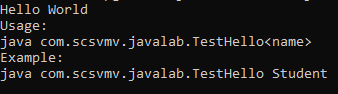 Hello World
Usage:
java com.scsvmv.javalab.TestHello<name>
Example:
java com.scsvmv.javalab.TestHello Student